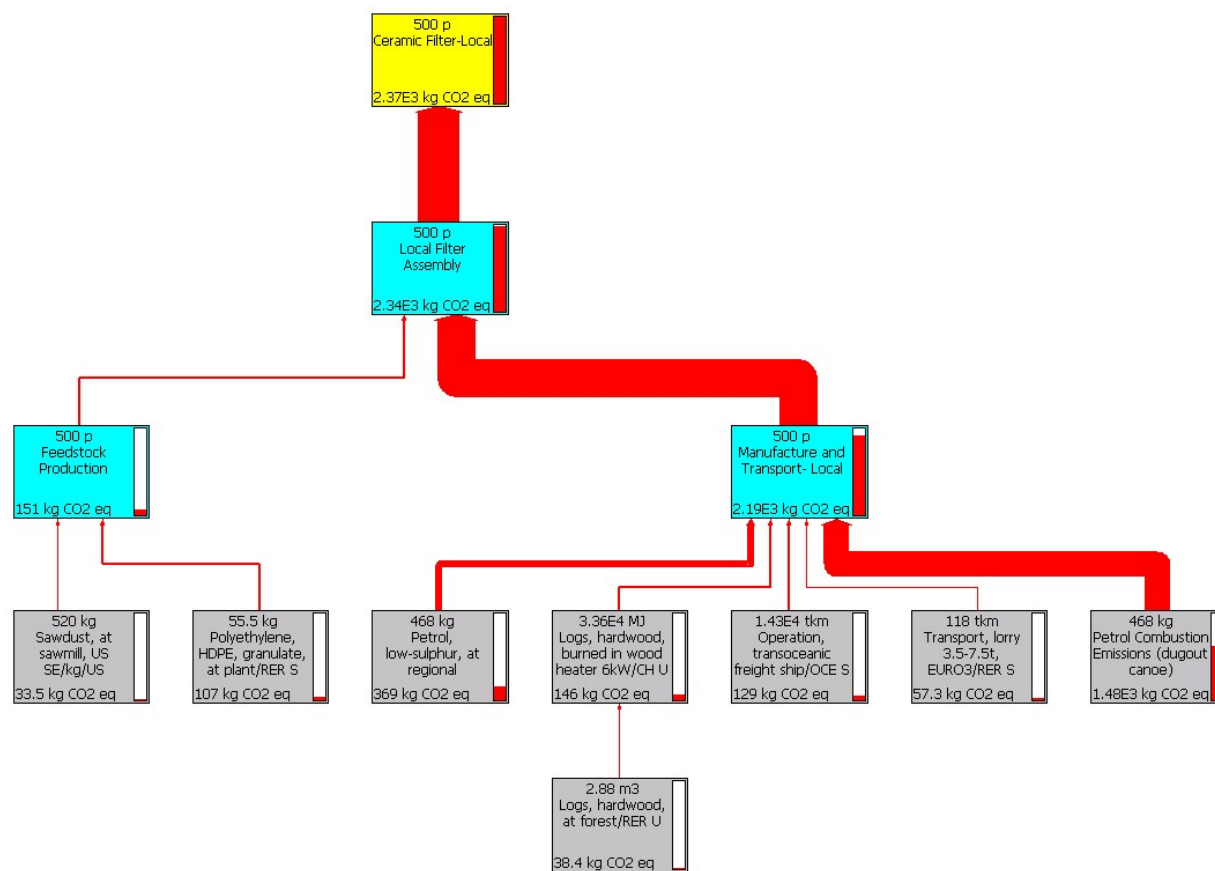 500 p
Ceramic Filter-Local
2.37E3 kg CO2 eq
500 p
Local Filter
Assembly
2.34E3 kg CO2 eq
500 p
Feedstock
Production
151 kg CO2 eq
500 p
Manufacture and
Transport- Local
2.19E3 kg CO2 eq
520 kg
Sawdust, at
sawmill, US
SE/kg/US
33.5 kg CO2 eq
55.5 kg
Polyethylene,
HDPE, granulate,
at plant/RER S
107 kg CO2 eq
468 kg
Petrol,
low-sulphur, at
regional
369 kg CO2 eq
3.36E4 MJ
Logs, hardwood,
burned in wood
heater 6kW/CH U
146 kg CO2 eq
1.43E4 tkm
Operation,
transoceanic
freight ship/OCE S
129 kg CO2 eq
118 tkm
Transport, lorry
3.5-7.5t,
EURO3/RER S
57.3 kg CO2 eq
468 kg
Petrol Combustion
Emissions (dugout
canoe)
1.48E3 kg CO2 eq
2.88 m3
Logs, hardwood,
at forest/RER U
38.4 kg CO2 eq